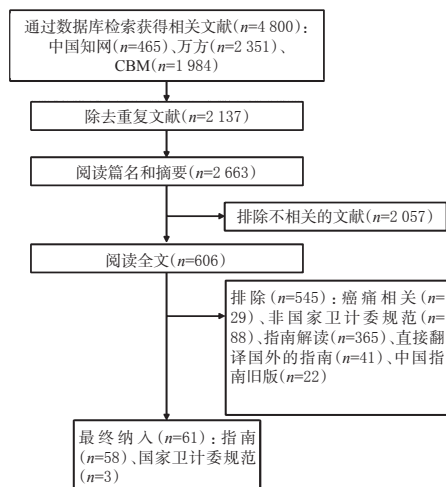 通过数据库检索获得相关文献(n=4 800)：
中国知网(n=465)、万方(n=2 351)、
CBM(n=1 984)
除去重复文献(n=2 137)
阅读篇名和摘要(n=2 663)
排除不相关的文献(n=2 057)
阅读全文(n=606)
排除(n=545)：癌痛相关(n=
29)、非国家卫计委规范(n=
88)、指南解读(n=365)、直接翻
译国外的指南(n=41)、中国指
南旧版(n=22)
最终纳入(n=61)：指南
(n=58)、国家卫计委规范
(n=3)